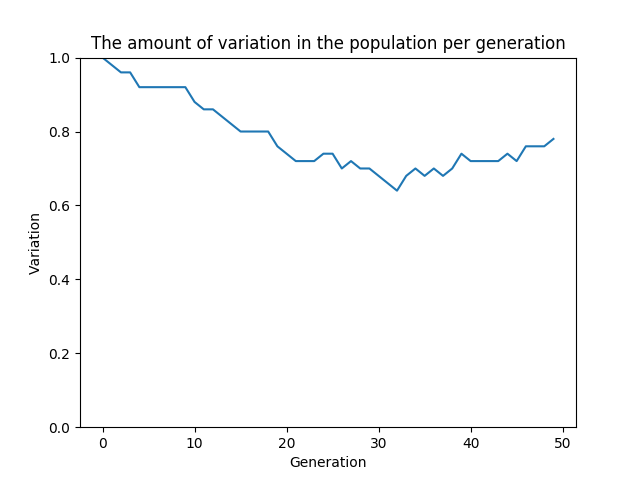 The amount of variation in the population per generation
1.0
0.8
0.6
0.4
0.2
0.0
Variation
0 10 20 30 40 50
Generation